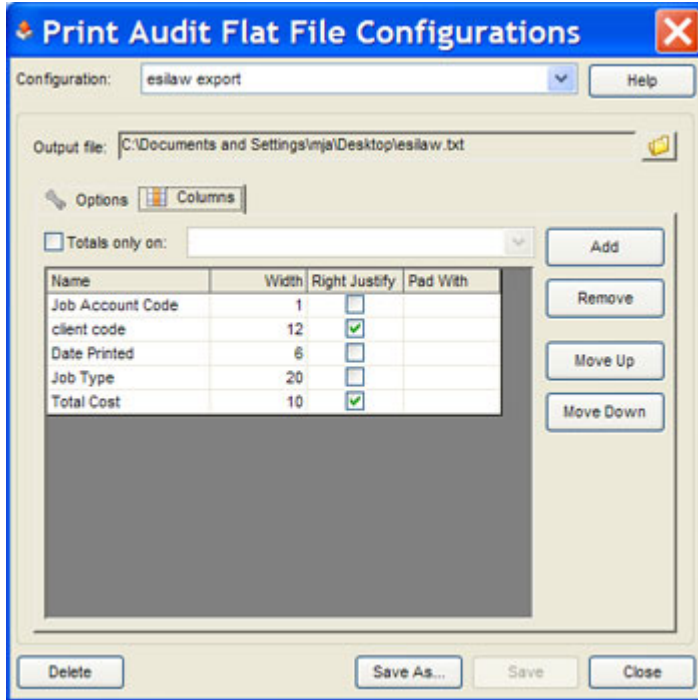 Print Audit Flat File Configurations
Configuration: esilaw export Help
Output file: C:\Documents and Settings\mja\Desktop\esilaw.txt
Options Columns
Totals only on: Add
Name Width Right Justify Pad With
Job Account Code 1 Remove
client code 12
Date Printed 6
Job Type 20 Move Up
Total Cost 10
Move Down
Delete Save As... Save Close